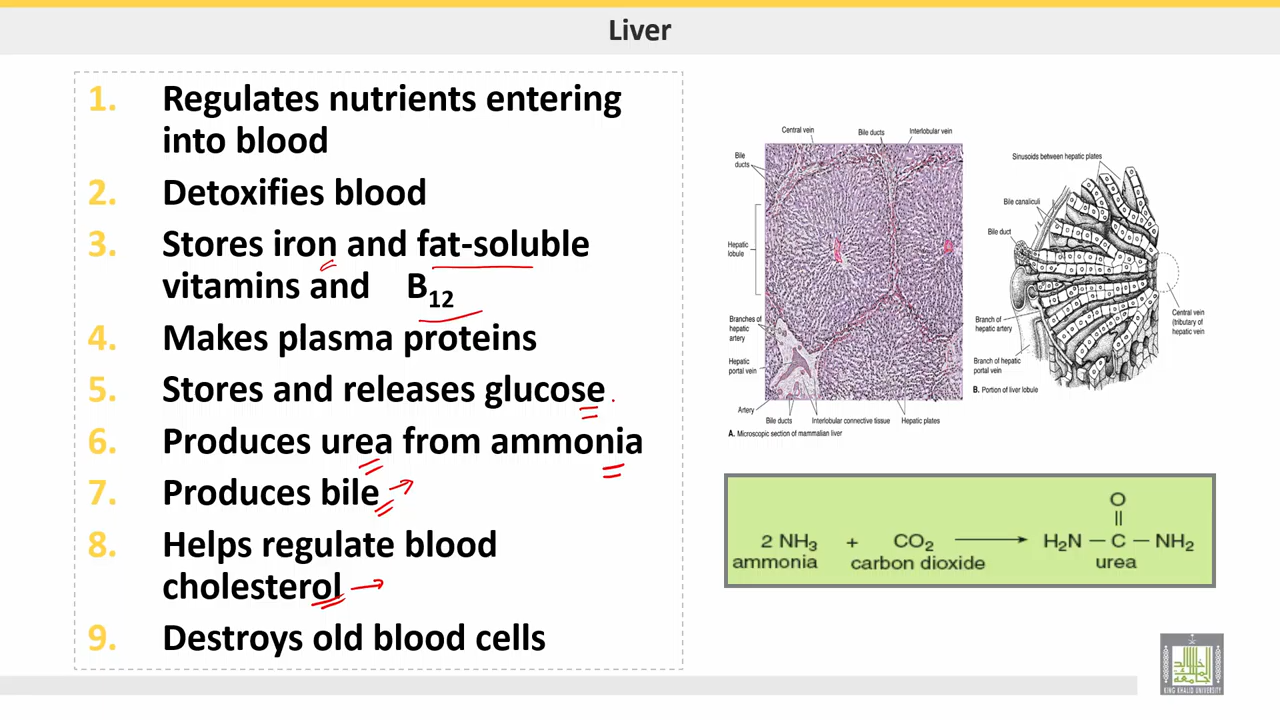 Liver
1. Regulates nutrients entering
into blood
2. Detoxifies blood
3. Stores iron and fat-soluble
vitamins and B12
4. Makes plasma proteins
5. Stores and releases glucose
6. Produces urea from ammonia
7. Produces bile
8. Helps regulate blood
cholesterol
9. Destroys old blood cells
Central vein
Bile ducts
Interlobular vein
Bile
ducts
Hepatic
lobule
Branches of
hepatic
artery
Hepatic
portal vein
Artery
Bile ducts
Interlobular connective tissue
Hepatic plates
A. Microscopic section of mammalian liver
Sinusoids between hepatic plates
Bile canaliculi
Bile duct
Branch of
hepatic artery
Branch of hepatic
portal vein
Central vein
(tributary of
hepatic vein
B. Portion of liver lobule
2 NH3 + CO2 → H2N — C — NH2
O
ammonia carbon dioxide urea
KING KHALID UNIVERSITY